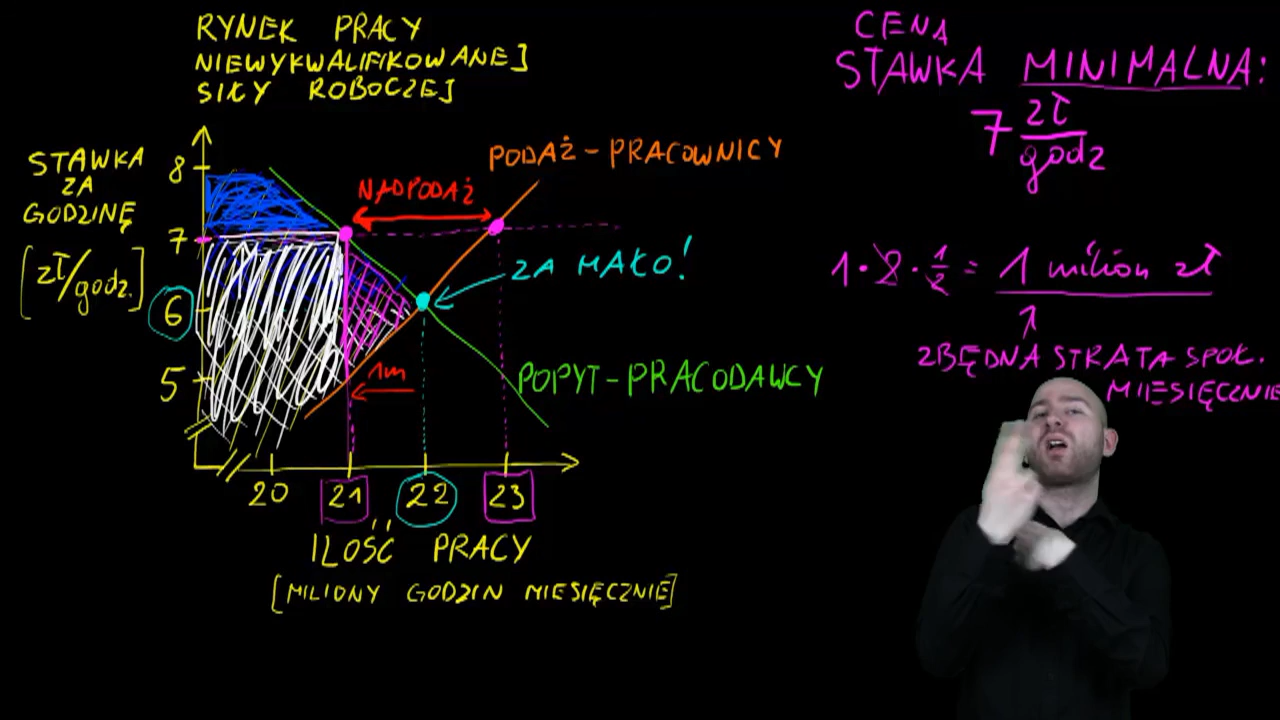 RYNEK PRACY
NIEWYKWALIFIKOWANEJ
SIŁY ROBOCZEJ
CENA
STAWKA MINIMALNA:
7 zł/godz
STAWKA
ZA
GODZINĘ
[zł/godz.]
8
7
6
5
PODAŻ-PRACOWNICY
NADPODAŻ
ZA MAŁO!
1m
POPYT-PRACODAWCY
1·2·1/2= 1 milion zł
ZBĘDNA STRATA SPOŁ.
MIESIĘCZNIE
20 21 22 23
ILOŚĆ PRACY
[MILIONY GODZIN MIESIĘCZNIE]